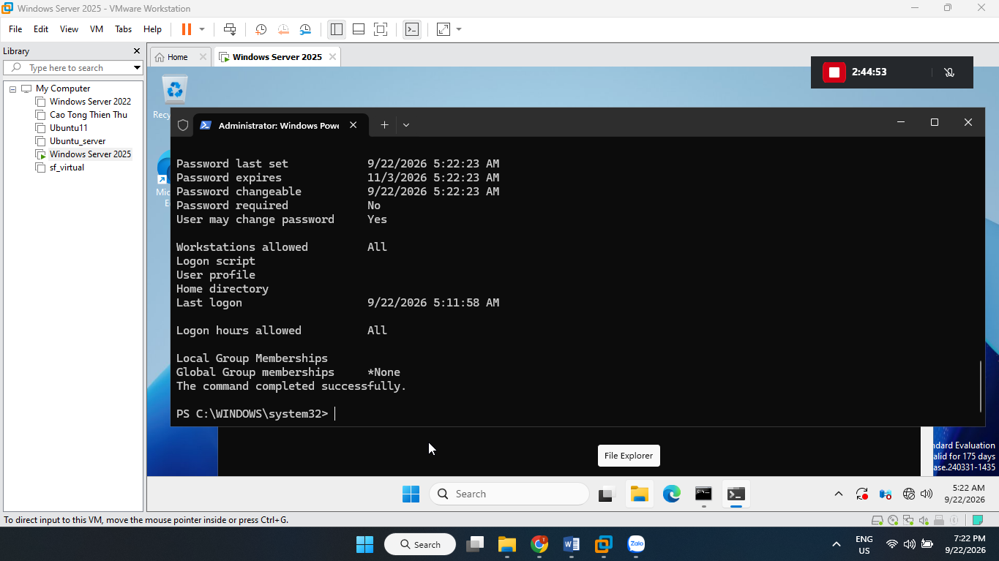 Windows Server 2025 - VMware Workstation
File Edit View VM Tabs Help
Library
Type here to search
My Computer
Windows Server 2022
Cao Tong Thien Thu
Ubuntu11
Ubuntu_server
Windows Server 2025
sf_virtual
Home
Windows Server 2025
2:44:53
Administrator: Windows
Password last set 9/22/2026 5:22:23 AM
Password expires 11/3/2026 5:22:23 AM
Password changeable 9/22/2026 5:22:23 AM
Password required No
User may change password Yes
Workstations allowed All
Logon script
User profile
Home directory
Last logon 9/22/2026 5:11:58 AM
Logon hours allowed All
Local Group Memberships
Global Group memberships *None
The command completed successfully.
PS C:\WINDOWS\system32>
File Explorer
ndard Evaluation
alid for 175 days
ase.240331-1435
Search
5:22 AM
9/22/2026
To direct input to this VM, move the mouse pointer inside or press Ctrl+G.
Search
Zalo
ENG
US
7:22 PM
9/22/2026